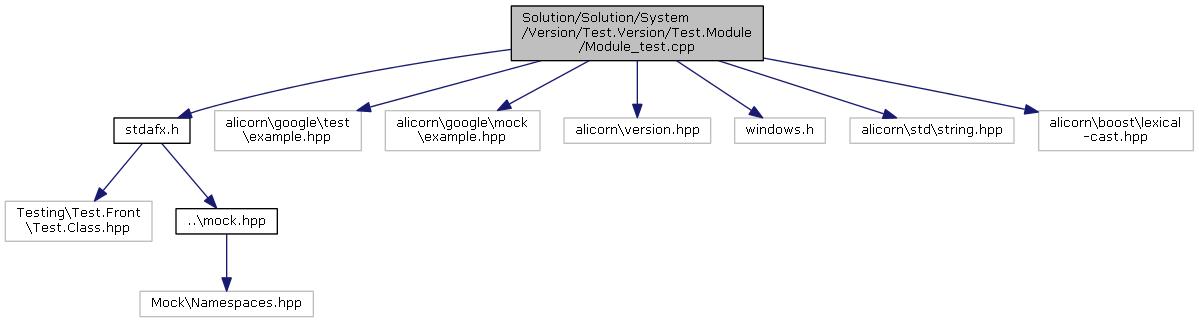 Solution/Solution/System
/Version/Test.Version/Test.Module
/Module_test.cpp
stdafx.h
alicorn\google\test
\example.hpp
alicorn\google\mock
\example.hpp
alicorn\version.hpp
windows.h
alicorn\std\string.hpp
alicorn\boost\lexical
-cast.hpp
Testing\Test.Front
\Test.Class.hpp
..\mock.hpp
Mock\Namespaces.hpp